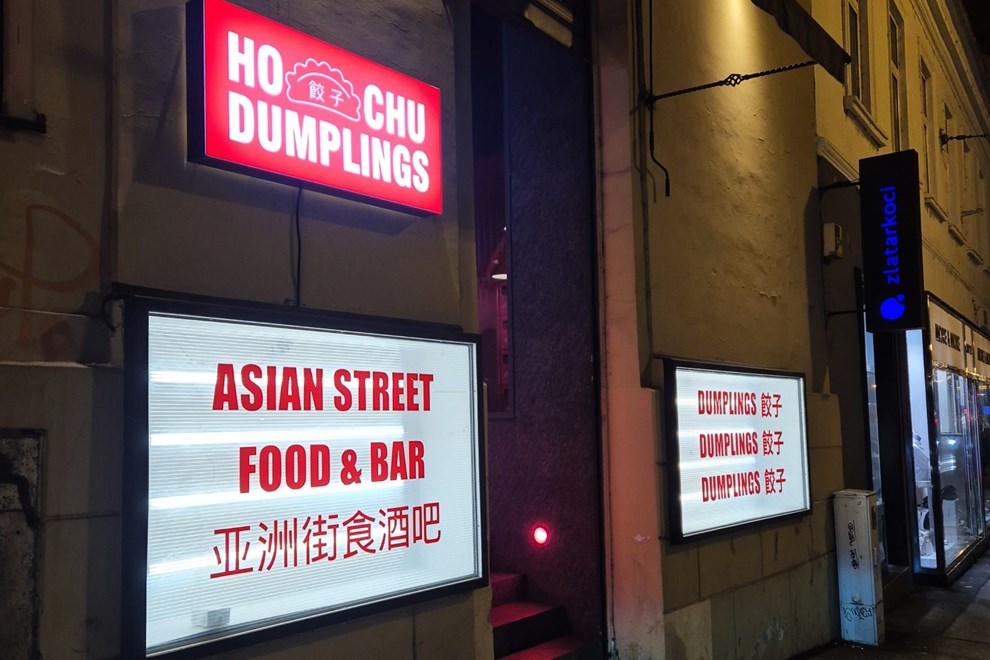 HO 餃子 CHU
DUMPLINGS
ASIAN STREET
FOOD & BAR
亚洲街食酒吧
DUMPLINGS 餃子
DUMPLINGS 餃子
DUMPLINGS 餃子
zlatarkoci